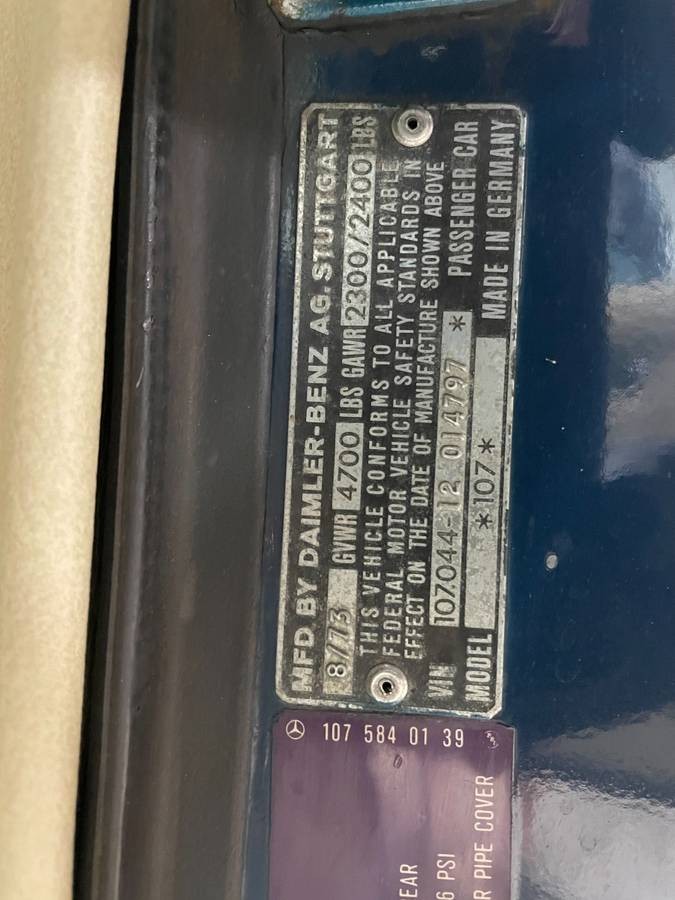 MFD. BY DAIMLER-BENZ AG. STUTTGART
8/73 GVWR 4700 LBS GAWR 2300/2400 LBS
THIS VEHICLE CONFORMS TO ALL APPLICABLE
FEDERAL MOTOR VEHICLE SAFETY STANDARDS IN
EFFECT ON THE DATE OF MANUFACTURE SHOWN ABOVE
VIN 107.044-12 014797 * PASSENGER CAR
MODEL *107* MADE IN GERMANY
107 584 01 39
EAR
6 PSI
R PIPE COVER